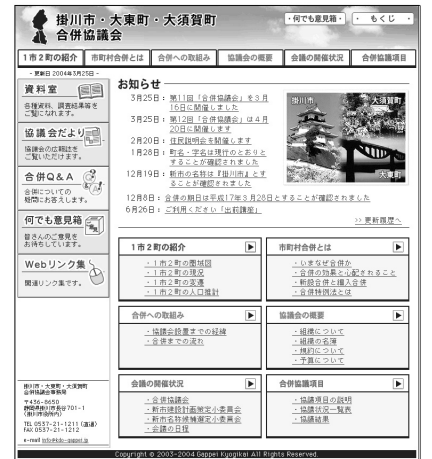 掛川市・大東町・大須賀町
合併協議会
・何でも意見箱・
・ もくじ ・
1市2町の紹介
市町村合併とは
合併への取組み
協議会の概要
会議の開催状況
合併協議項目
- 更新日 2004年3月25日 -
資料室
各種資料、調査結果等を
ご覧になれます。
協議会だより
協議会の広報誌を
ご覧いただけます。
合併Q＆A
合併についての
疑問にお答えします。
何でも意見箱
皆さんのご意見を
お待ちしています。
Webリンク集
関連リンク集です。
掛川市・大東町・大須賀町
合併協議会事務局
〒436-8650
静岡県掛川市長谷701-1
(掛川市役所内)
TEL 0537-21-1211 (直通)
FAX 0537-21-1212
e-mail info@kdo-gappei.jp
お知らせ
3月25日： 第11回「合併協議会」を3月
16日に開催しました
3月25日： 第12回「合併協議会」は4月
20日に開催します
2月20日： 住民説明会を開催します
1月28日： 町名・字名は現行のとおりと
することが確認されました
12月19日： 新市の名称は『掛川市』とす
ることが確認されました
12月8日： 合併の期日は平成17年3月28日とすることが確認されました
6月26日： ご利用ください「出前講座」
>> 更新履歴へ
掛川市
大須賀町
大東町
1市2町の紹介
・1市2町の圏域図
・1市2町の現況
・1市2町の変遷
・1市2町の人口推計
市町村合併とは
・いまなぜ合併か
・合併の効果と心配されること
・新設合併と編入合併
・合併特例法とは
合併への取組み
・協議会設置までの経緯
・合併までの流れ
協議会の概要
・組織について
・組織の名簿
・規約について
・予算について
会議の開催状況
・合併協議会
・新市建設計画策定小委員会
・新市名称候補選定小委員会
・会議の日程
合併協議項目
・協議項目の説明
・協議状況一覧表
・協議結果
Copyright © 2003-2004 Gappei Kyogikai All Rights Reserved.